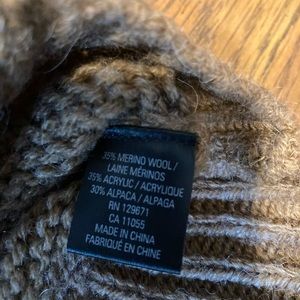 35% MERINO WOOL /
LAINE MÉRINOS
35% ACRYLIC / ACRYLIQUE
30% ALPACA / ALPAGA
RN 129671
CA 11055
MADE IN CHINA
FABRIQUÉ EN CHINE